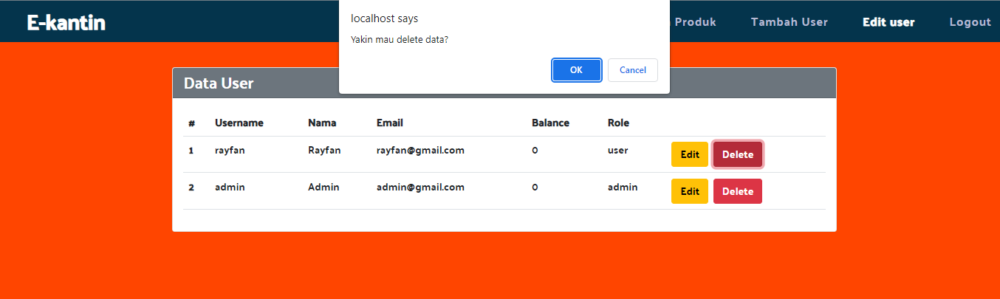 E-kantin
Produk
Tambah User
Edit user
Logout
localhost says
Yakin mau delete data?
OK
Cancel
Data User
# Username Nama Email Balance Role
1 rayfan Rayfan rayfan@gmail.com 0 user Edit Delete
2 admin Admin admin@gmail.com 0 admin Edit Delete